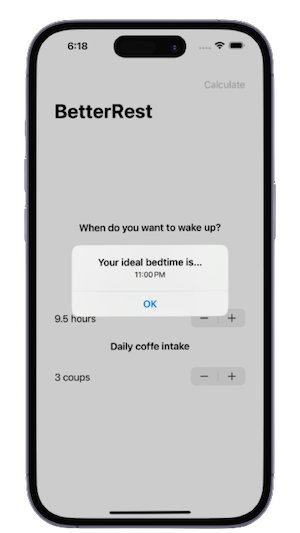 6:18
Calculate
BetterRest
When do you want to wake up?
Your ideal bedtime is...
11:00 PM
OK
9.5 hours
− +
Daily coffe intake
3 coups
− +